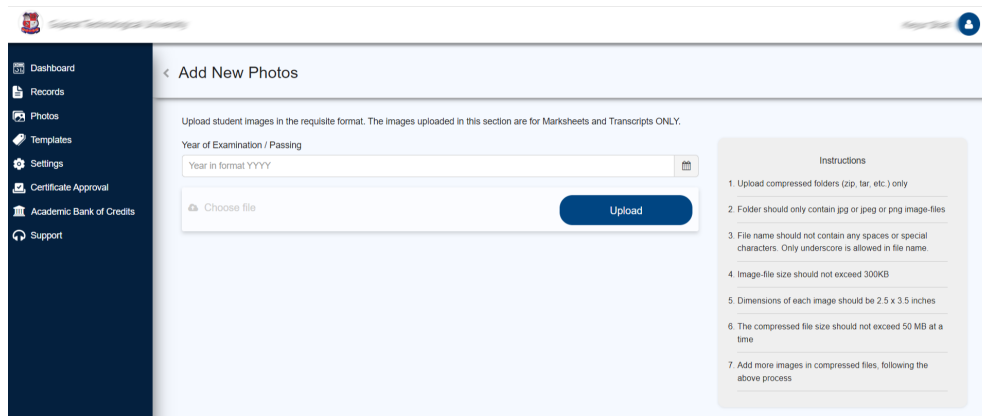 Dashboard
Records
Photos
Templates
Settings
Certificate Approval
Academic Bank of Credits
Support
Add New Photos
Upload student images in the requisite format. The images uploaded in this section are for Marksheets and Transcripts ONLY.
Year of Examination / Passing
Year in format YYYY
Choose file
Upload
Instructions
1. Upload compressed folders (zip, tar, etc.) only
2. Folder should only contain jpg or jpeg or png image-files
3. File name should not contain any spaces or special
characters. Only underscore is allowed in file name.
4. Image-file size should not exceed 300KB
5. Dimensions of each image should be 2.5 x 3.5 inches
6. The compressed file size should not exceed 50 MB at a
time
7. Add more images in compressed files, following the
above process